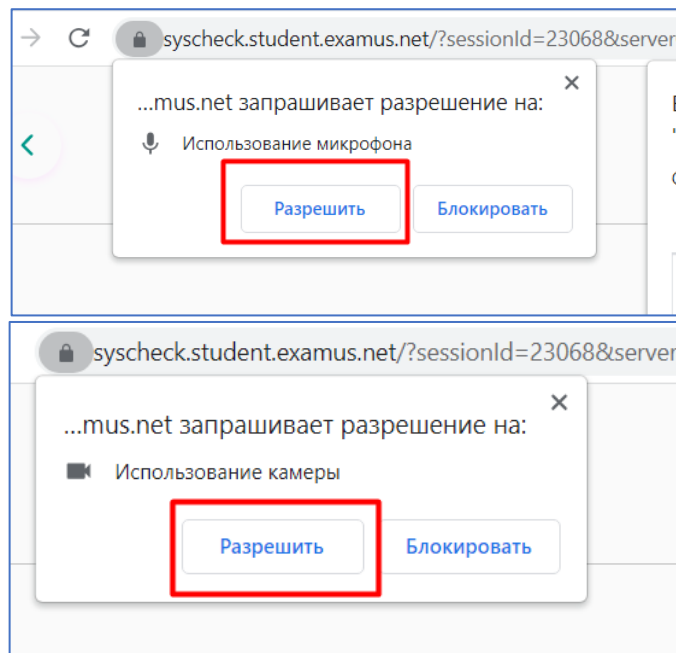 syscheck.student.examus.net/?sessionId=23068&server
...mus.net запрашивает разрешение на:
Использование микрофона
Разрешить
Блокировать
syscheck.student.examus.net/?sessionId=23068&server
...mus.net запрашивает разрешение на:
Использование камеры
Разрешить
Блокировать